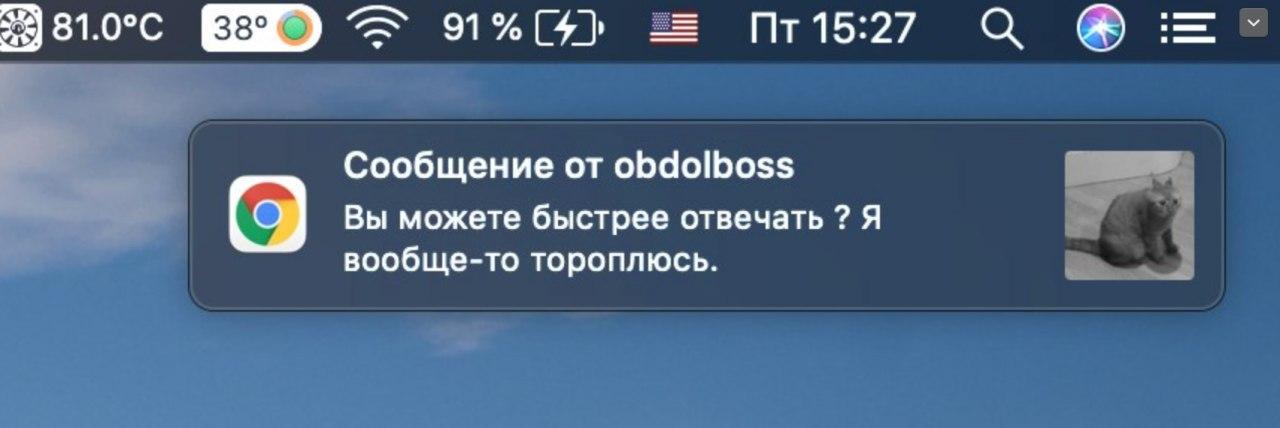 81.0°C 38° 91 % Пт 15:27
Сообщение от obdolboss
Вы можете быстрее отвечать ? Я
вообще-то тороплюсь.